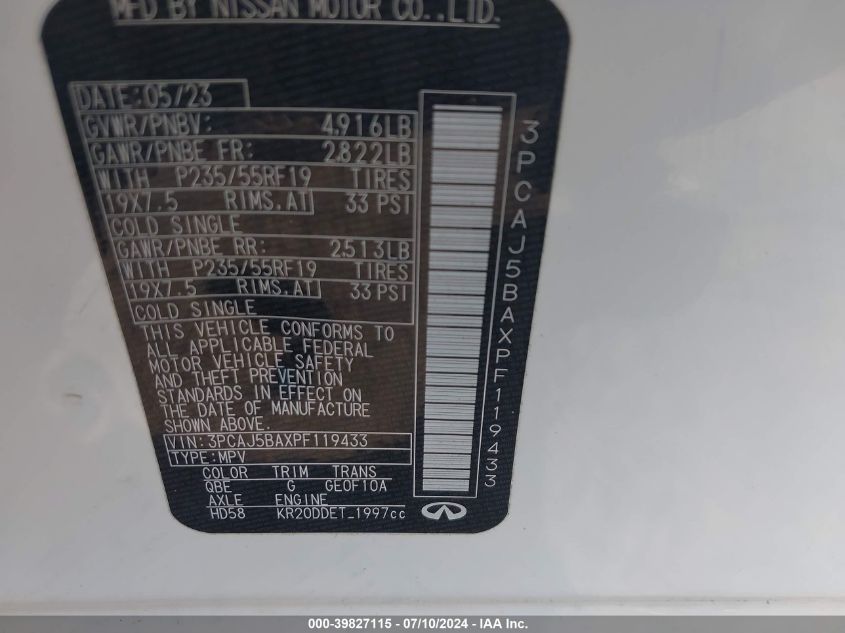 MFD BY NISSAN MOTOR CO.,LTD.
DATE:05/23
GVWR/PNBV: 4916LB
GAWR/PNBE FR: 2822LB
WITH P235/55RF19 TIRES
19X7.5 RIMS.AT 33 PSI
COLD SINGLE
GAWR/PNBE RR: 2513LB
WITH P235/55RF19 TIRES
19X7.5 RIMS.AT 33 PSI
COLD SINGLE
THIS VEHICLE CONFORMS TO
ALL APPLICABLE FEDERAL
MOTOR VEHICLE SAFETY
AND THEFT PREVENTION
STANDARDS IN EFFECT ON
THE DATE OF MANUFACTURE
SHOWN ABOVE.
VIN:3PCAJ5BAXPF119433
TYPE:MPV
COLOR TRIM TRANS
QBE G GE0F10A
AXLE ENGINE
HD58 KR20DDET_1997cc
3PCAJ5BAXPF119433
000-39827115 - 07/10/2024 - IAA Inc.